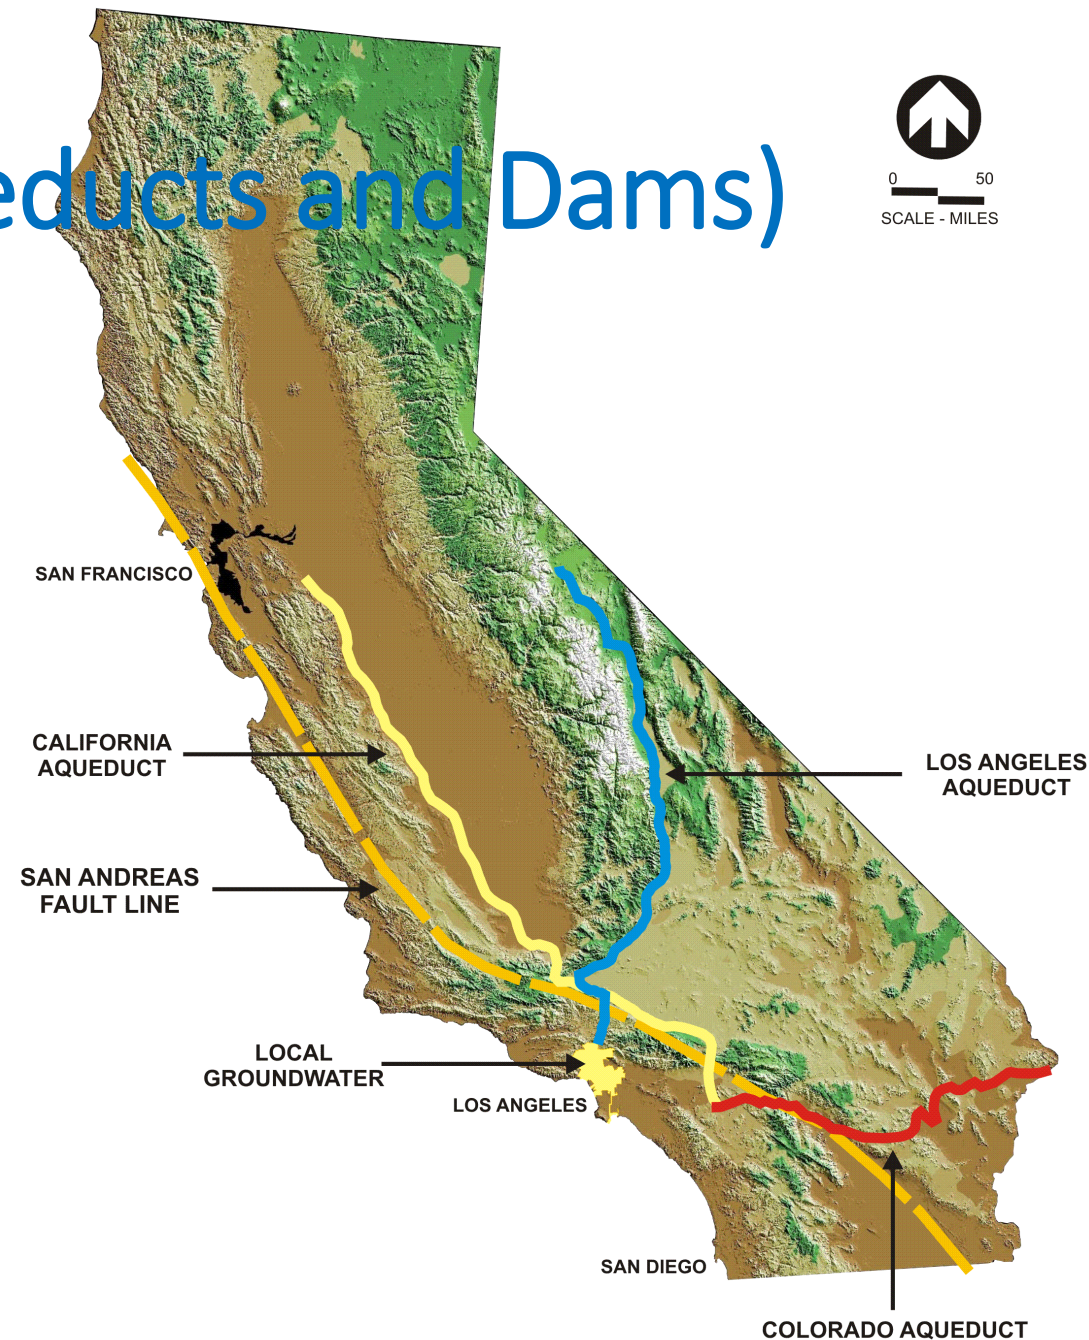 educts and Dams)
0 50
SCALE - MILES
SAN FRANCISCO
CALIFORNIA
AQUEDUCT
LOS ANGELES
AQUEDUCT
SAN ANDREAS
FAULT LINE
LOCAL
GROUNDWATER
LOS ANGELES
SAN DIEGO
COLORADO AQUEDUCT